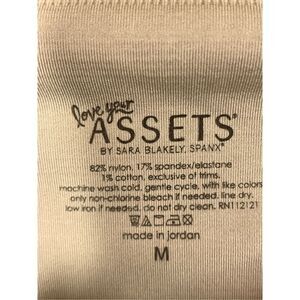 love your
ASSETS®
BY SARA BLAKELY, SPANX®
82% nylon, 17% spandex/elastane
1% cotton, exclusive of trims.
machine wash cold, gentle cycle, with like colors
only non-chlorine bleach if needed. line dry.
low iron if needed. do not dry clean. RN112121
made in jordan
M